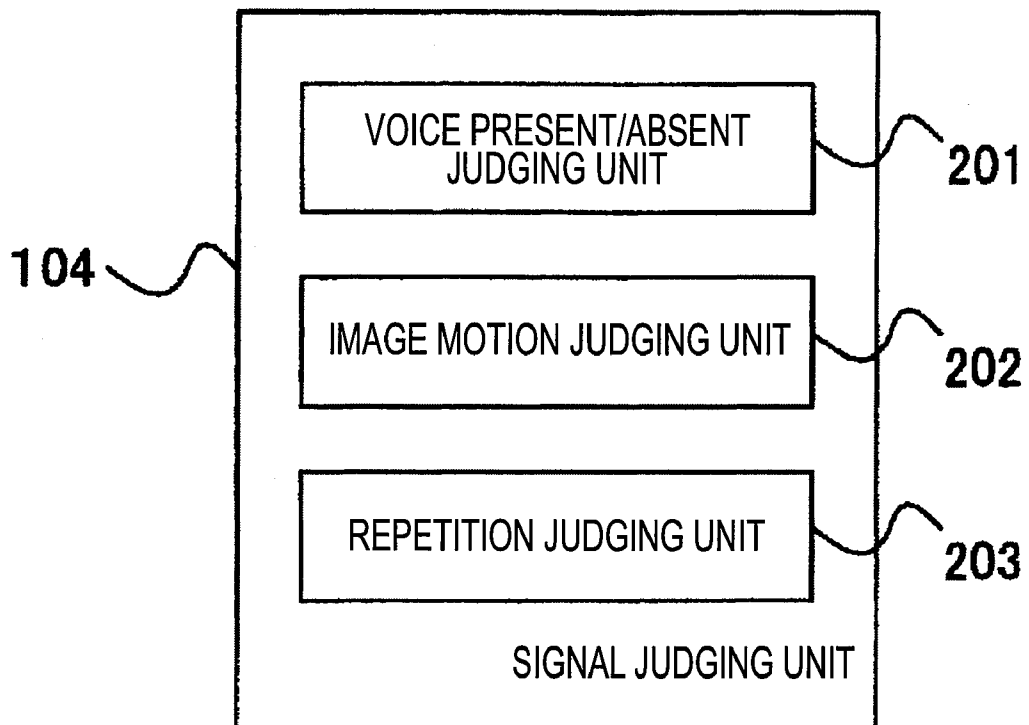 VOICE PRESENT/ABSENT
JUDGING UNIT
201
104
IMAGE MOTION JUDGING UNIT
202
REPETITION JUDGING UNIT
203
SIGNAL JUDGING UNIT